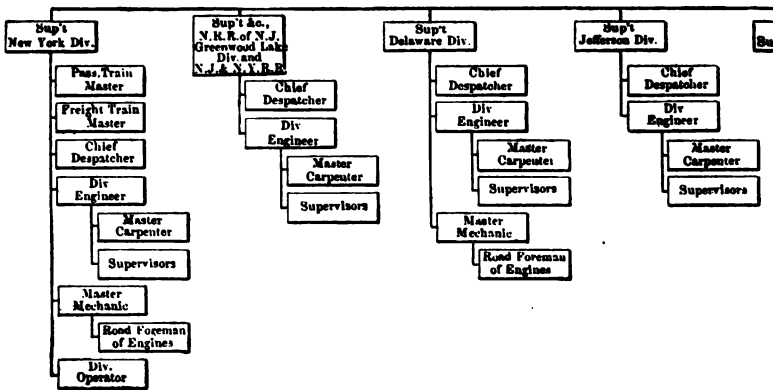 Sup't
New York Div.
Pass. Train
Master
Freight Train
Master
Chief
Despatcher
Div
Engineer
Master
Carpenter
Supervisors
Master
Mechanic
Road Foreman
of Engines
Div.
Operator
Sup't &c.,
N.R.R. of N.J.
Greenwood Lake
Div. and
N.J. & N.Y.R.R.
Chief
Despatcher
Div
Engineer
Master
Carpenter
Supervisors
Sup't
Delaware Div.
Chief
Despatcher
Div
Engineer
Master
Carpenter
Supervisors
Master
Mechanic
Road Foreman
of Engines
Sup't
Jefferson Div.
Chief
Despatcher
Div
Engineer
Master
Carpenter
Supervisors
Su